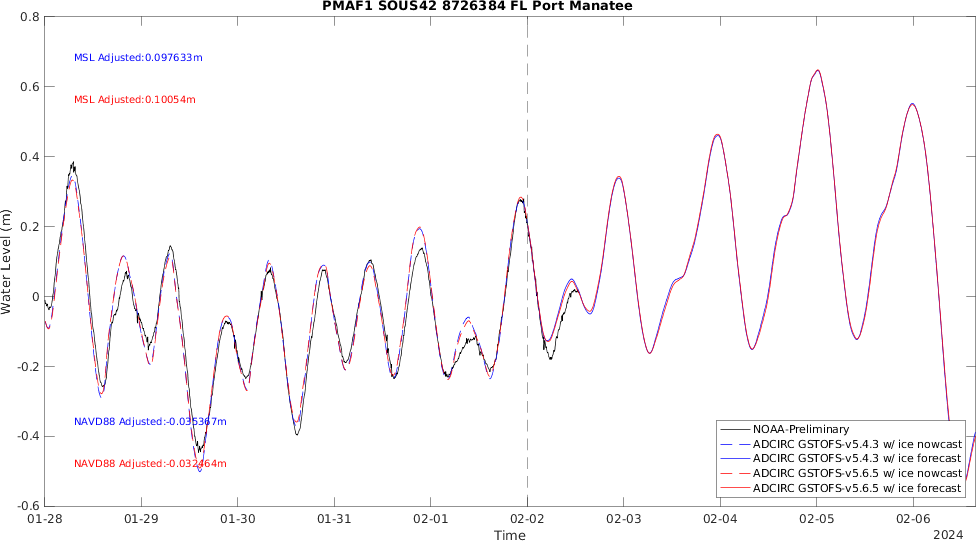 PMAF1 SOUS42 8726384 FL Port Manatee
0.8
MSL Adjusted:0.097633m
0.6
MSL Adjusted:0.10054m
0.4
0.2
Water Level (m)
0
-0.2
NAVD88 Adjusted:-0.035367m
-0.4
NAVD88 Adjusted:-0.032464m
-0.6
NOAA-Preliminary
ADCIRC GSTOFS-v5.4.3 w/ ice nowcast
ADCIRC GSTOFS-v5.4.3 w/ ice forecast
ADCIRC GSTOFS-v5.6.5 w/ ice nowcast
ADCIRC GSTOFS-v5.6.5 w/ ice forecast
01-28 01-29 01-30 01-31 02-01 02-02 02-03 02-04 02-05 02-06
Time
2024